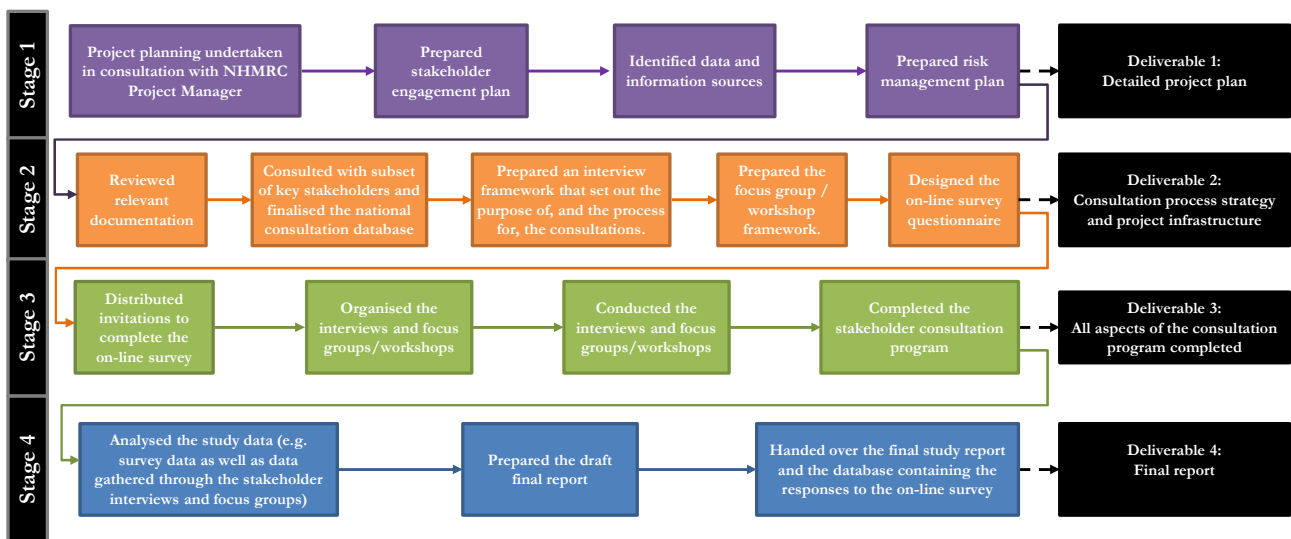 Stage 1
Project planning undertaken
in consultation with NHMRC
Project Manager
Prepared
stakeholder
engagement plan
Identified data and
information sources
Prepared risk
management plan
Deliverable 1:
Detailed project plan
Stage 2
Reviewed
relevant
documentation
Consulted with subset
of key stakeholders and
finalised the national
consultation database
Prepared an interview
framework that set out the
purpose of, and the process
for, the consultations.
Prepared the
focus group /
workshop
framework.
Designed the
on-line survey
questionnaire
Deliverable 2:
Consultation process strategy
and project infrastructure
Stage 3
Distributed
invitations to
complete the
on-line survey
Organised the
interviews and focus
groups/workshops
Conducted the
interviews and focus
groups/workshops
Completed the
stakeholder consultation
program
Deliverable 3:
All aspects of the consultation
program completed
Stage 4
Analysed the study data (e.g.
survey data as well as data
gathered through the stakeholder
interviews and focus groups)
Prepared the draft
final report
Handed over the final study report
and the database containing the
responses to the on-line survey
Deliverable 4:
Final report